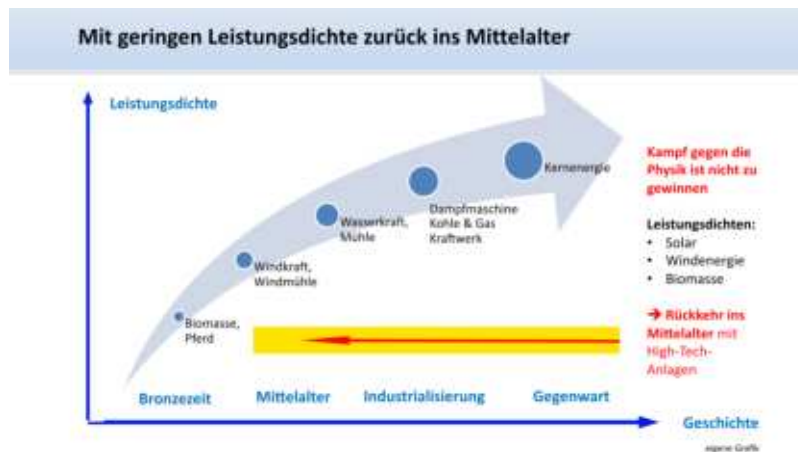 Mit geringen Leistungsdichte zurück ins Mittelalter
Leistungsdichte
Kernenergie
Dampfmaschine
Kohle & Gas
Kraftwerk
Wasserkraft,
Mühle
Windkraft,
Windmühle
Biomasse,
Pferd
Kampf gegen die
Physik ist nicht zu
gewinnen
Leistungsdichten:
• Solar
• Windenergie
• Biomasse
➔ Rückkehr ins
Mittelalter mit
High-Tech-
Anlagen
Bronzezeit
Mittelalter
Industrialisierung
Gegenwart
Geschichte
eigene Grafik